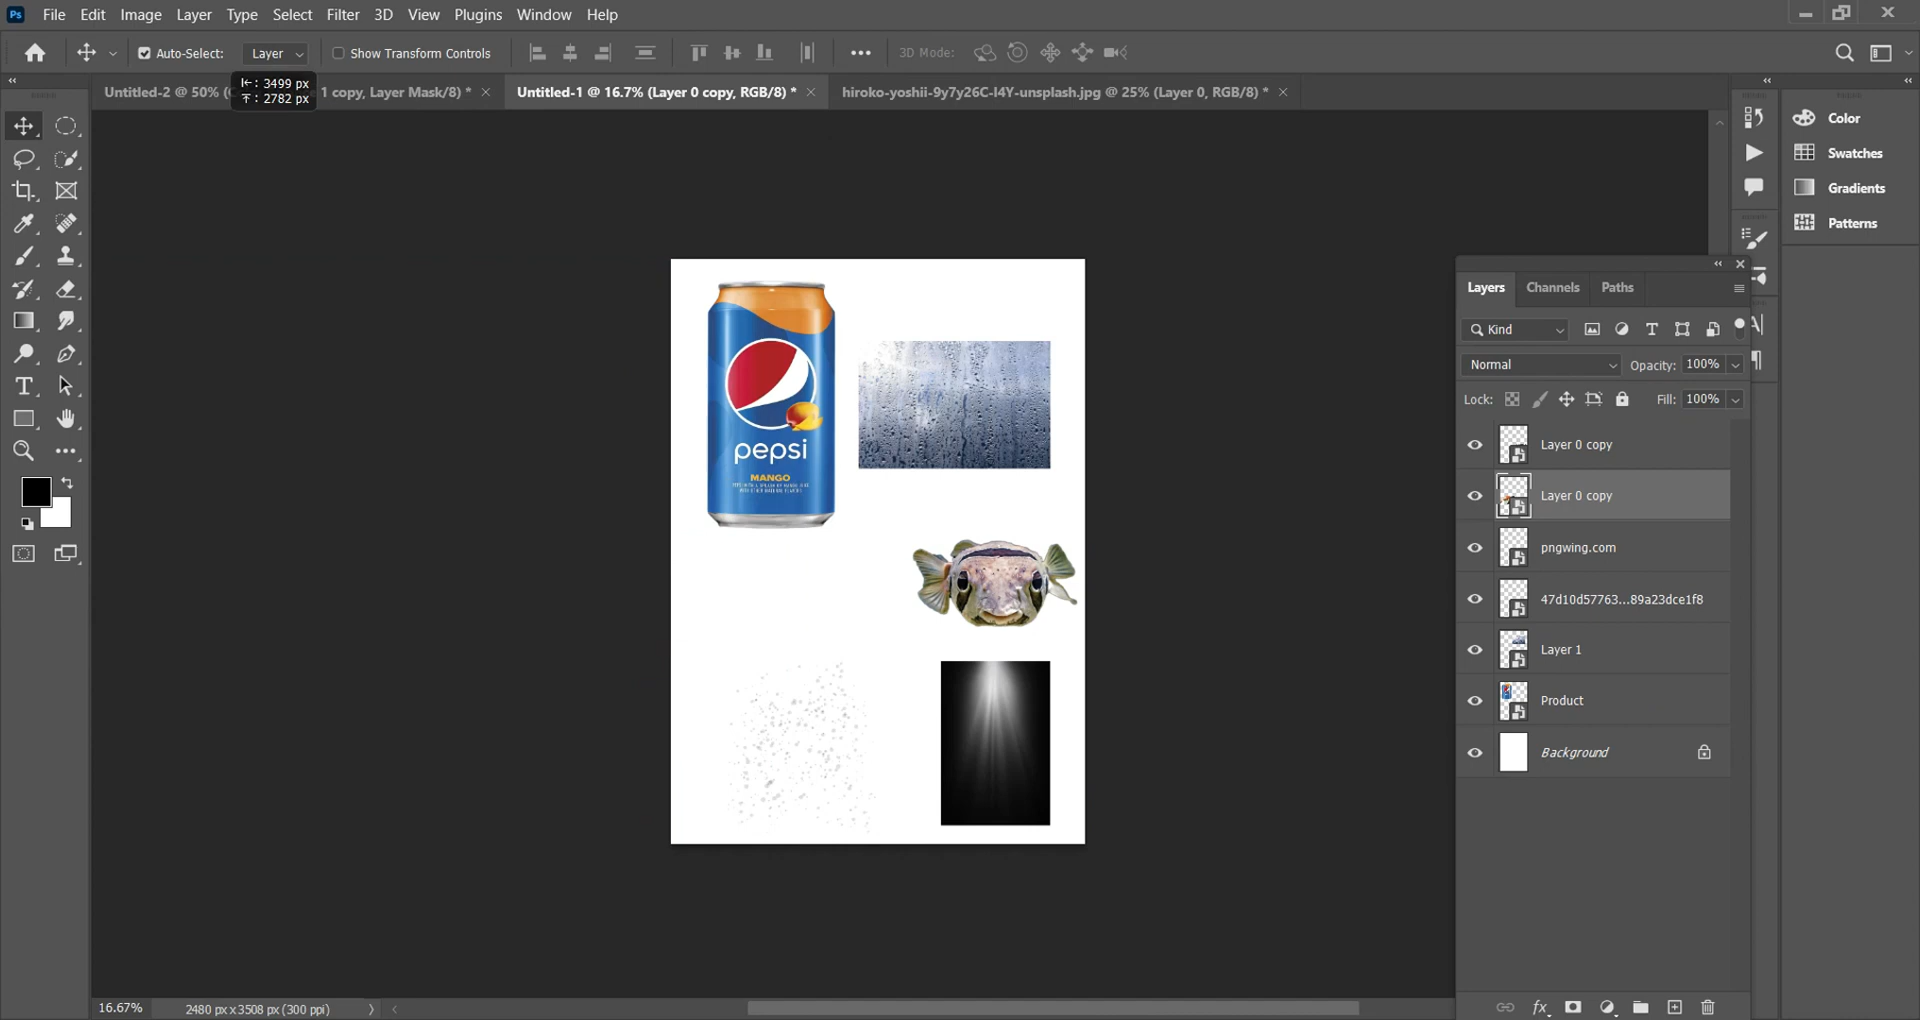 Ps File Edit Image Layer Type Select Filter 3D View Plugins Window Help
Auto-Select: Layer Show Transform Controls 3D Mode:
: 3499 px
: 2782 px
Untitled-2 @ 50% ( 1 copy, Layer Mask/8) *
Untitled-1 @ 16.7% (Layer 0 copy, RGB/8) *
hiroko-yoshii-9y7y26C-l4Y-unsplash.jpg @ 25% (Layer 0, RGB/8) *
Color
Swatches
Gradients
Patterns
pepsi
MANGO
Layers Channels Paths
Kind
Normal Opacity: 100%
Lock: Fill: 100%
Layer 0 copy
Layer 0 copy
pngwing.com
47d10d57763...89a23dce1f8
Layer 1
Product
Background
16.67% 2480 px x 3508 px (300 ppi)